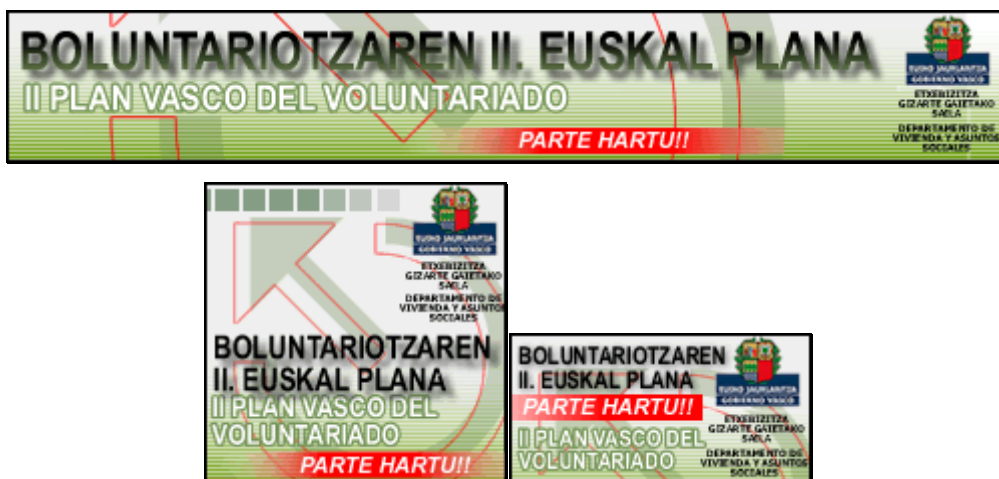 BOLUNTARIOTZAREN II. EUSKAL PLANA
II PLAN VASCO DEL VOLUNTARIADO
PARTE HARTU!!
EUSKO JAURLARITZA
GOBIERNO VASCO
ETXEBIZITZA
GIZARTE GAIETAKO
SAILA
DEPARTAMENTO DE
VIVIENDA Y ASUNTOS
SOCIALES
EUSKO JAURLARITZA
GOBIERNO VASCO
ETXEBIZITZA
GIZARTE GAIETAKO
SAILA
DEPARTAMENTO DE
VIVIENDA Y ASUNTOS
SOCIALES
BOLUNTARIOTZAREN
II. EUSKAL PLANA
II PLAN VASCO DEL
VOLUNTARIADO
PARTE HARTU!!
BOLUNTARIOTZAREN
II. EUSKAL PLANA
PARTE HARTU!!
II PLAN VASCO DEL
VOLUNTARIADO
EUSKO JAURLARITZA
GOBIERNO VASCO
ETXEBIZITZA
GIZARTE GAIETAKO
SAILA
DEPARTAMENTO DE
VIVIENDA Y ASUNTOS
SOCIALES